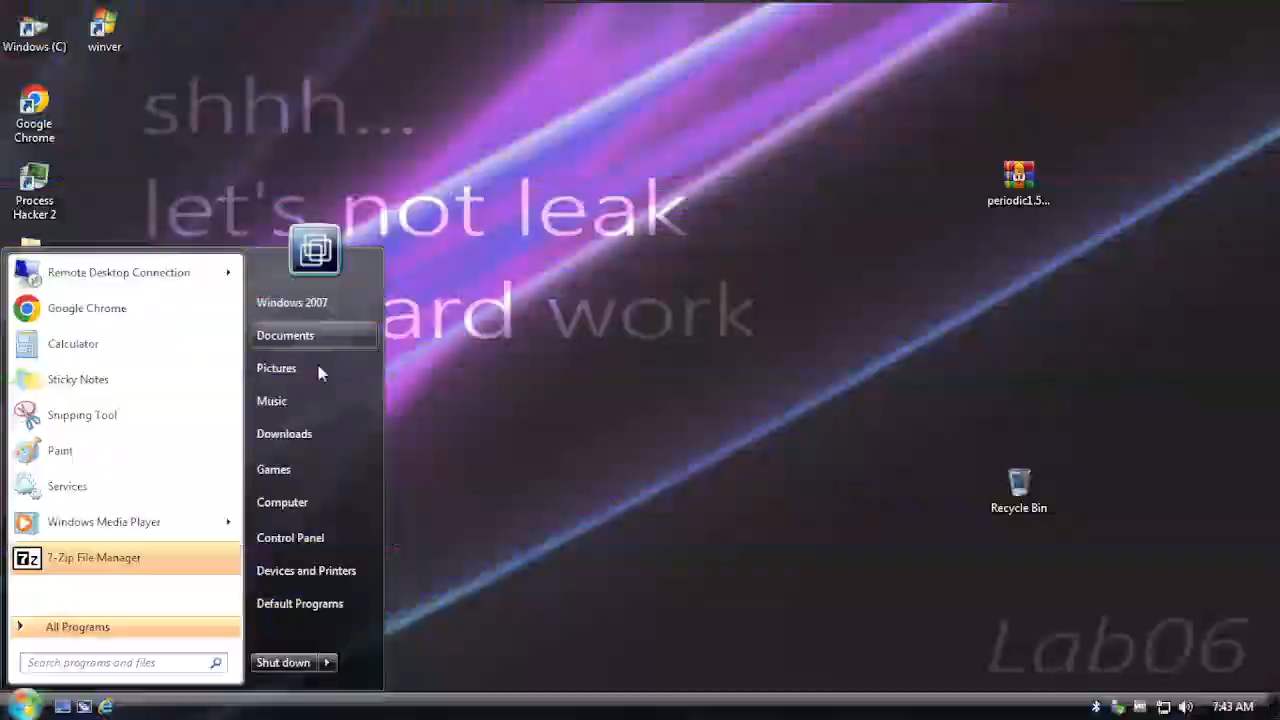 Windows (C)
winver
shhh...
Google
Chrome
let's not leak
Process
Hacker 2
periodic1.5...
ard work
Remote Desktop Connection
Google Chrome
Calculator
Sticky Notes
Snipping Tool
Paint
Services
Windows Media Player
7-Zip File Manager
All Programs
Search programs and files
Windows 2007
Documents
Pictures
Music
Downloads
Games
Computer
Control Panel
Devices and Printers
Default Programs
Shut down
Recycle Bin
Lab06
7:43 AM